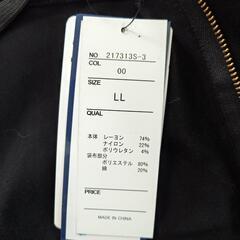 NO 217313S-3
COL
00
SIZE
LL
QUAL
本体 レーヨン 74%
ナイロン 22%
ポリウレタン 4%
袋布部分
ポリエステル 80%
綿 20%
PRICE
MADE IN CHINA